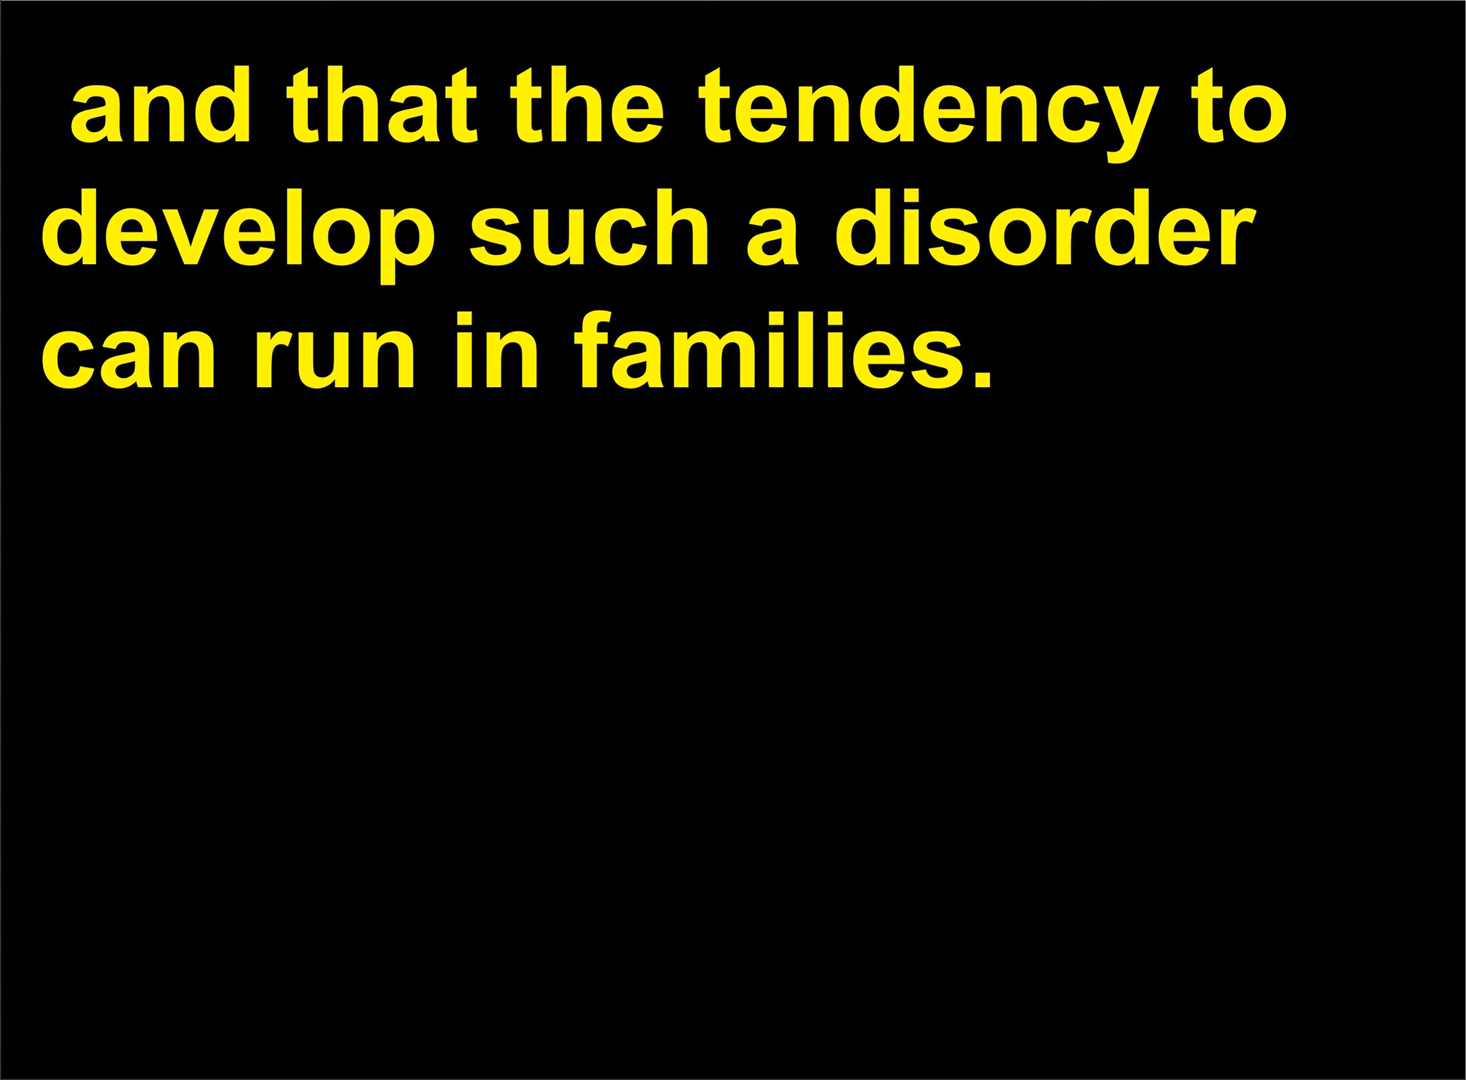 and that the tendency to
develop such a disorder
can run in families.